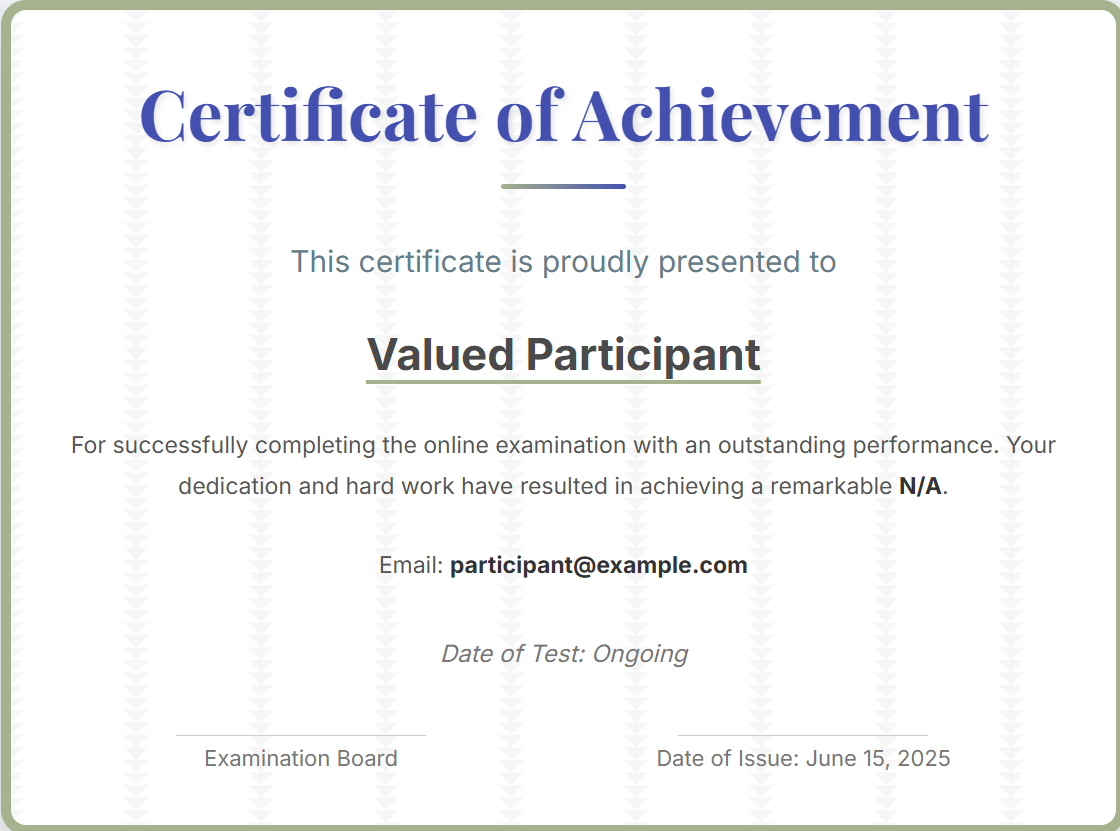 Certificate of Achievement
This certificate is proudly presented to
Valued Participant
For successfully completing the online examination with an outstanding performance. Your
dedication and hard work have resulted in achieving a remarkable N/A.
Email: participant@example.com
Date of Test: Ongoing
Examination Board
Date of Issue: June 15, 2025